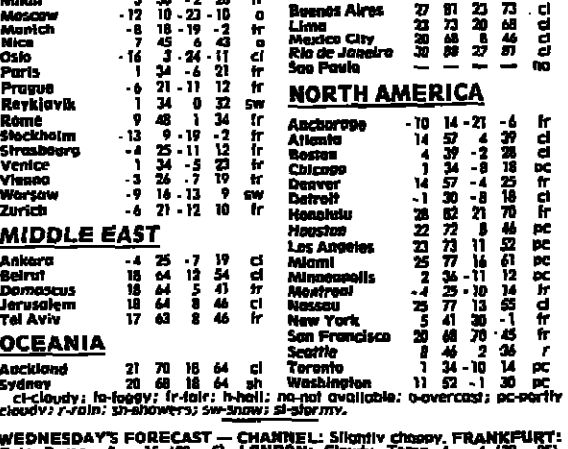 Moscow -12 10 -23 -10 o
Munich -8 18 -19 -2 fr
Nice 7 45 6 43 o
Oslo -16 3 -24 -11 cl
Paris 1 34 -6 21 fr
Prague -6 21 -11 12 fr
Reykjavik 1 34 0 32 sw
Rome 9 48 1 34 fr
Stockholm -13 9 -19 -2 fr
Strasbourg -4 25 -11 12 fr
Venice 1 34 -5 23 fr
Vienna -3 26 -7 19 fr
Warsaw -9 16 -13 9 sw
Zurich -6 21 -12 10 fr
MIDDLE EAST
Ankara -4 25 -7 19 cl
Beirut 18 64 12 54 cl
Damascus 18 64 5 41 fr
Jerusalem 18 64 8 46 cl
Tel Aviv 17 63 8 46 fr
OCEANIA
Auckland 21 70 18 64 cl
Sydney 20 68 18 64 sh
Buenos Aires 27 81 23 73 cl
Lima 23 73 20 68 cl
Mexico City 20 68 8 46 cl
Rio de Janeiro 27 81 cl
Sao Paulo — — — — na
NORTH AMERICA
Anchorage -10 14 -21 -6 fr
Atlanta 14 57 4 39 cl
Boston 4 39 -2 28 cl
Chicago 1 34 -8 18 pc
Denver 14 57 -4 25 fr
Detroit -1 30 -8 18 cl
Honolulu 28 82 21 70 fr
Houston 22 72 8 46 pc
Los Angeles 23 73 11 52 pc
Miami 25 77 16 61 pc
Minneapolis 2 36 -11 12 pc
Montreal -4 25 -10 14 fr
Nassau 25 77 13 55 cl
New York 5 41 30 -1 fr
San Francisco 20 68 70 45 fr
Seattle 8 46 2 36 r
Toronto 1 34 -10 14 pc
Washington 11 52 -1 30 pc
cl-cloudy; fo-foggy; fr-fair; h-hail; na-not available; o-overcast; pc-partly
cloudy; r-rain; sh-showers; sw-snow; st-stormy.
WEDNESDAY'S FORECAST — CHANNEL: Slightly choppy. FRANKFURT: